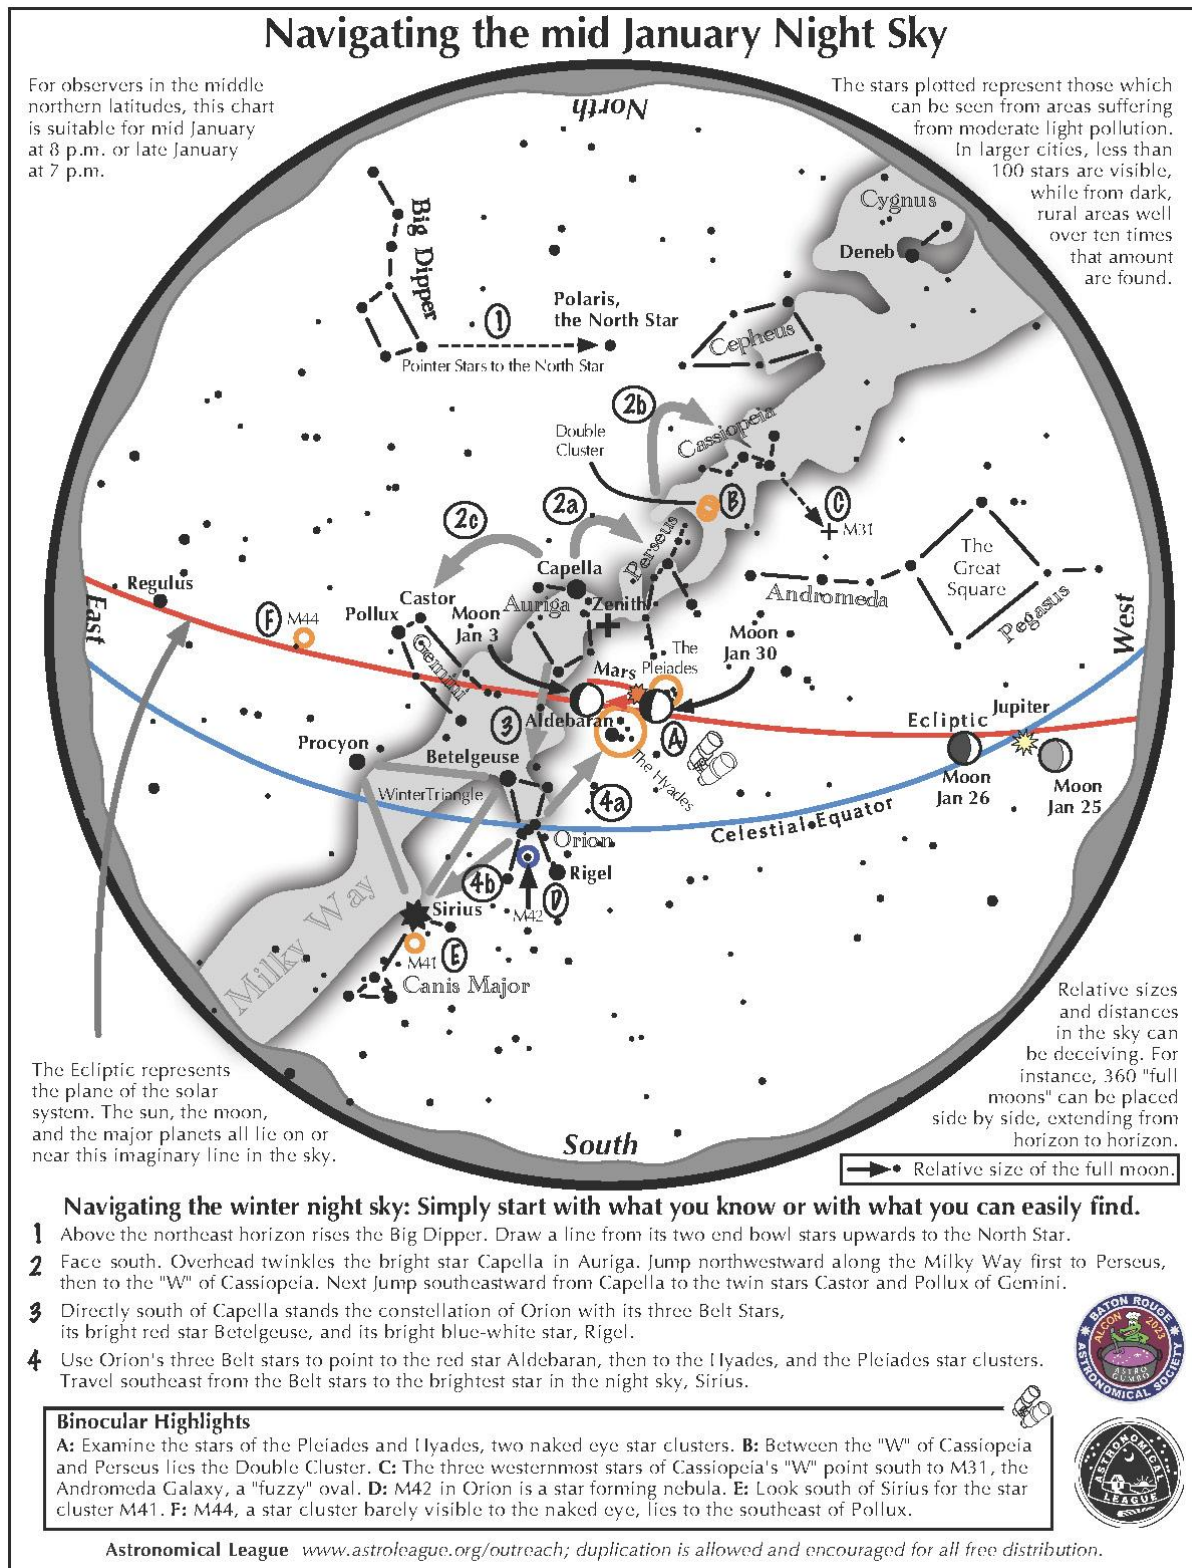 Navigating the mid January Night Sky
For observers in the middle
northern latitudes, this chart
is suitable for mid January
at 8 p.m. or late January
at 7 p.m.
The stars plotted represent those which
can be seen from areas suffering
from moderate light pollution.
In larger cities, less than
100 stars are visible,
while from dark,
rural areas well
over ten times
that amount
are found.
North
Big Dipper
Cygnus
Deneb
Polaris,
the North Star
1
Pointer Stars to the North Star
Cepheus
2b
Cassiopeia
Double
Cluster
B
C
M31
2a
2c
Perseus
Capella
The
Great
Square
Andromeda
Pegasus
Regulus
East
West
F
M44
Castor
Pollux
Gemini
Moon
Jan 3
Auriga
Zenith
Moon
Jan 30
The
Pleiades
Mars
3
Aldebaran
A
The Hyades
Ecliptic
Jupiter
Moon
Jan 26
Moon
Jan 25
Procyon
Betelgeuse
Winter Triangle
4a
Celestial Equator
Orion
4b
Rigel
D
M42
Sirius
M41
E
Canis Major
Milky Way
South
The Ecliptic represents
the plane of the solar
system. The sun, the moon,
and the major planets all lie on or
near this imaginary line in the sky.
Relative sizes
and distances
in the sky can
be deceiving. For
instance, 360 "full
moons" can be placed
side by side, extending from
horizon to horizon.
Relative size of the full moon.
Navigating the winter night sky: Simply start with what you know or with what you can easily find.
1 Above the northeast horizon rises the Big Dipper. Draw a line from its two end bowl stars upwards to the North Star.
2 Face south. Overhead twinkles the bright star Capella in Auriga. Jump northwestward along the Milky Way first to Perseus,
then to the "W" of Cassiopeia. Next Jump southeastward from Capella to the twin stars Castor and Pollux of Gemini.
3 Directly south of Capella stands the constellation of Orion with its three Belt Stars,
its bright red star Betelgeuse, and its bright blue-white star, Rigel.
4 Use Orion's three Belt stars to point to the red star Aldebaran, then to the Hyades, and the Pleiades star clusters.
Travel southeast from the Belt stars to the brightest star in the night sky, Sirius.
BATON ROUGE
ASTRONOMICAL SOCIETY
ALCON 2023
ASTRO
GUMBO
Binocular Highlights
A: Examine the stars of the Pleiades and Hyades, two naked eye star clusters. B: Between the "W" of Cassiopeia
and Perseus lies the Double Cluster. C: The three westernmost stars of Cassiopeia's "W" point south to M31, the
Andromeda Galaxy, a "fuzzy" oval. D: M42 in Orion is a star forming nebula. E: Look south of Sirius for the star
cluster M41. F: M44, a star cluster barely visible to the naked eye, lies to the southeast of Pollux.
ASTRONOMICAL
LEAGUE
Astronomical League www.astroleague.org/outreach; duplication is allowed and encouraged for all free distribution.